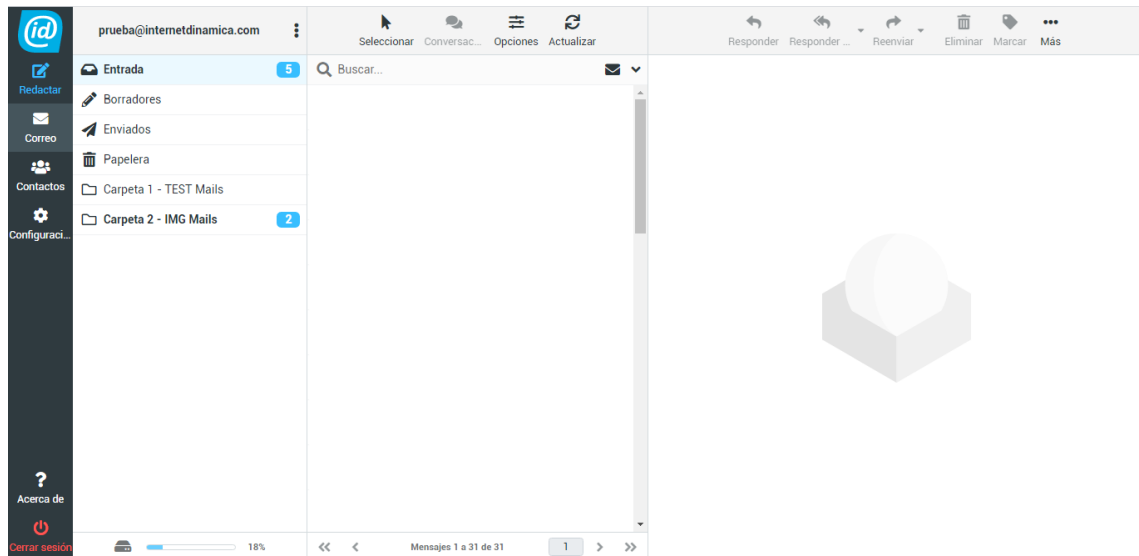 id
Redactar
Correo
Contactos
Configuraci...
Acerca de
Cerrar sesión
prueba@internetdinamica.com
Entrada 5
Borradores
Enviados
Papelera
Carpeta 1 - TEST Mails
Carpeta 2 - IMG Mails 2
18%
Seleccionar Conversac... Opciones Actualizar
Buscar...
Mensajes 1 a 31 de 31 1
Responder Responder ... Reenviar Eliminar Marcar Más